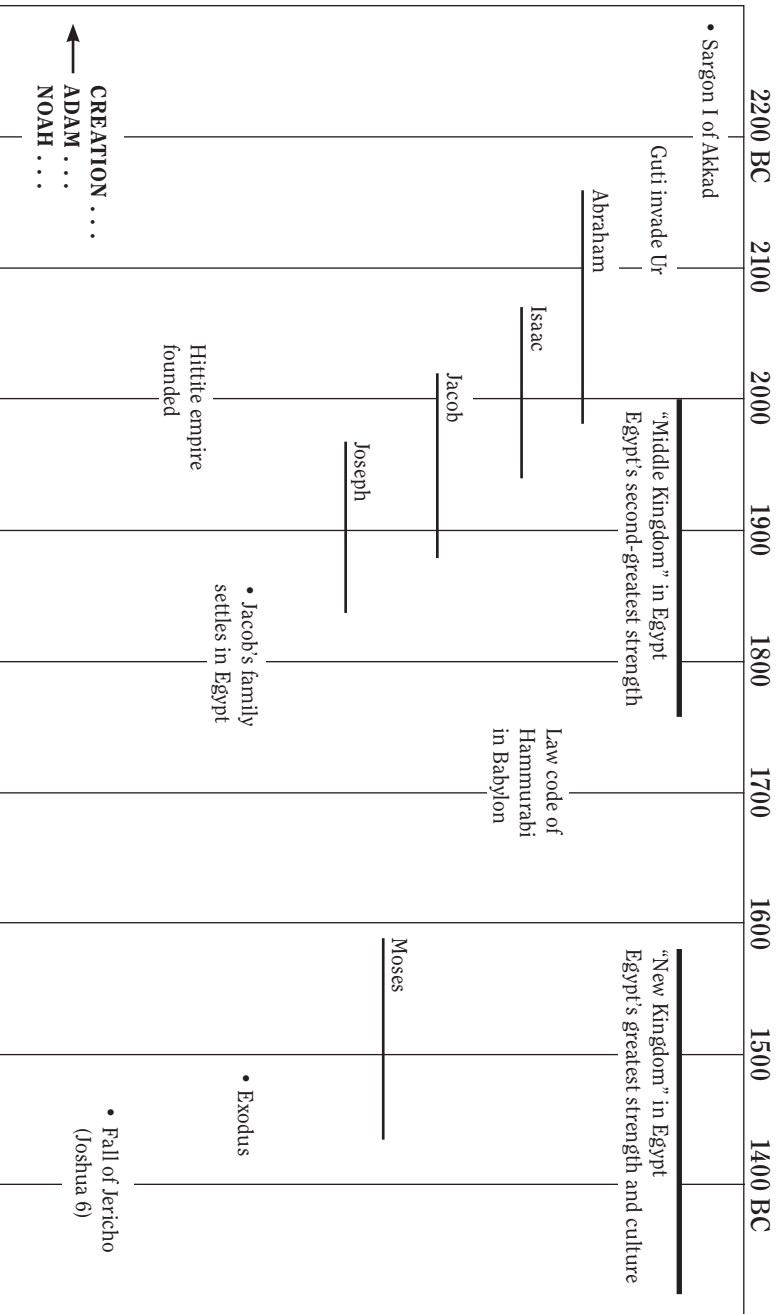 2200 BC
2100
2000
1900
1800
1700
1600
1500
1400 BC
• Sargon I of Akkad
Guti invade Ur
“Middle Kingdom” in Egypt
Egypt’s second-greatest strength
“New Kingdom” in Egypt
Egypt’s greatest strength and culture
Abraham
Isaac
Law code of
Hammurabi
in Babylon
Jacob
Moses
Joseph
• Jacob’s family
settles in Egypt
• Exodus
Hittite empire
founded
• Fall of Jericho
(Joshua 6)
CREATION . . .
ADAM . . .
NOAH . . .